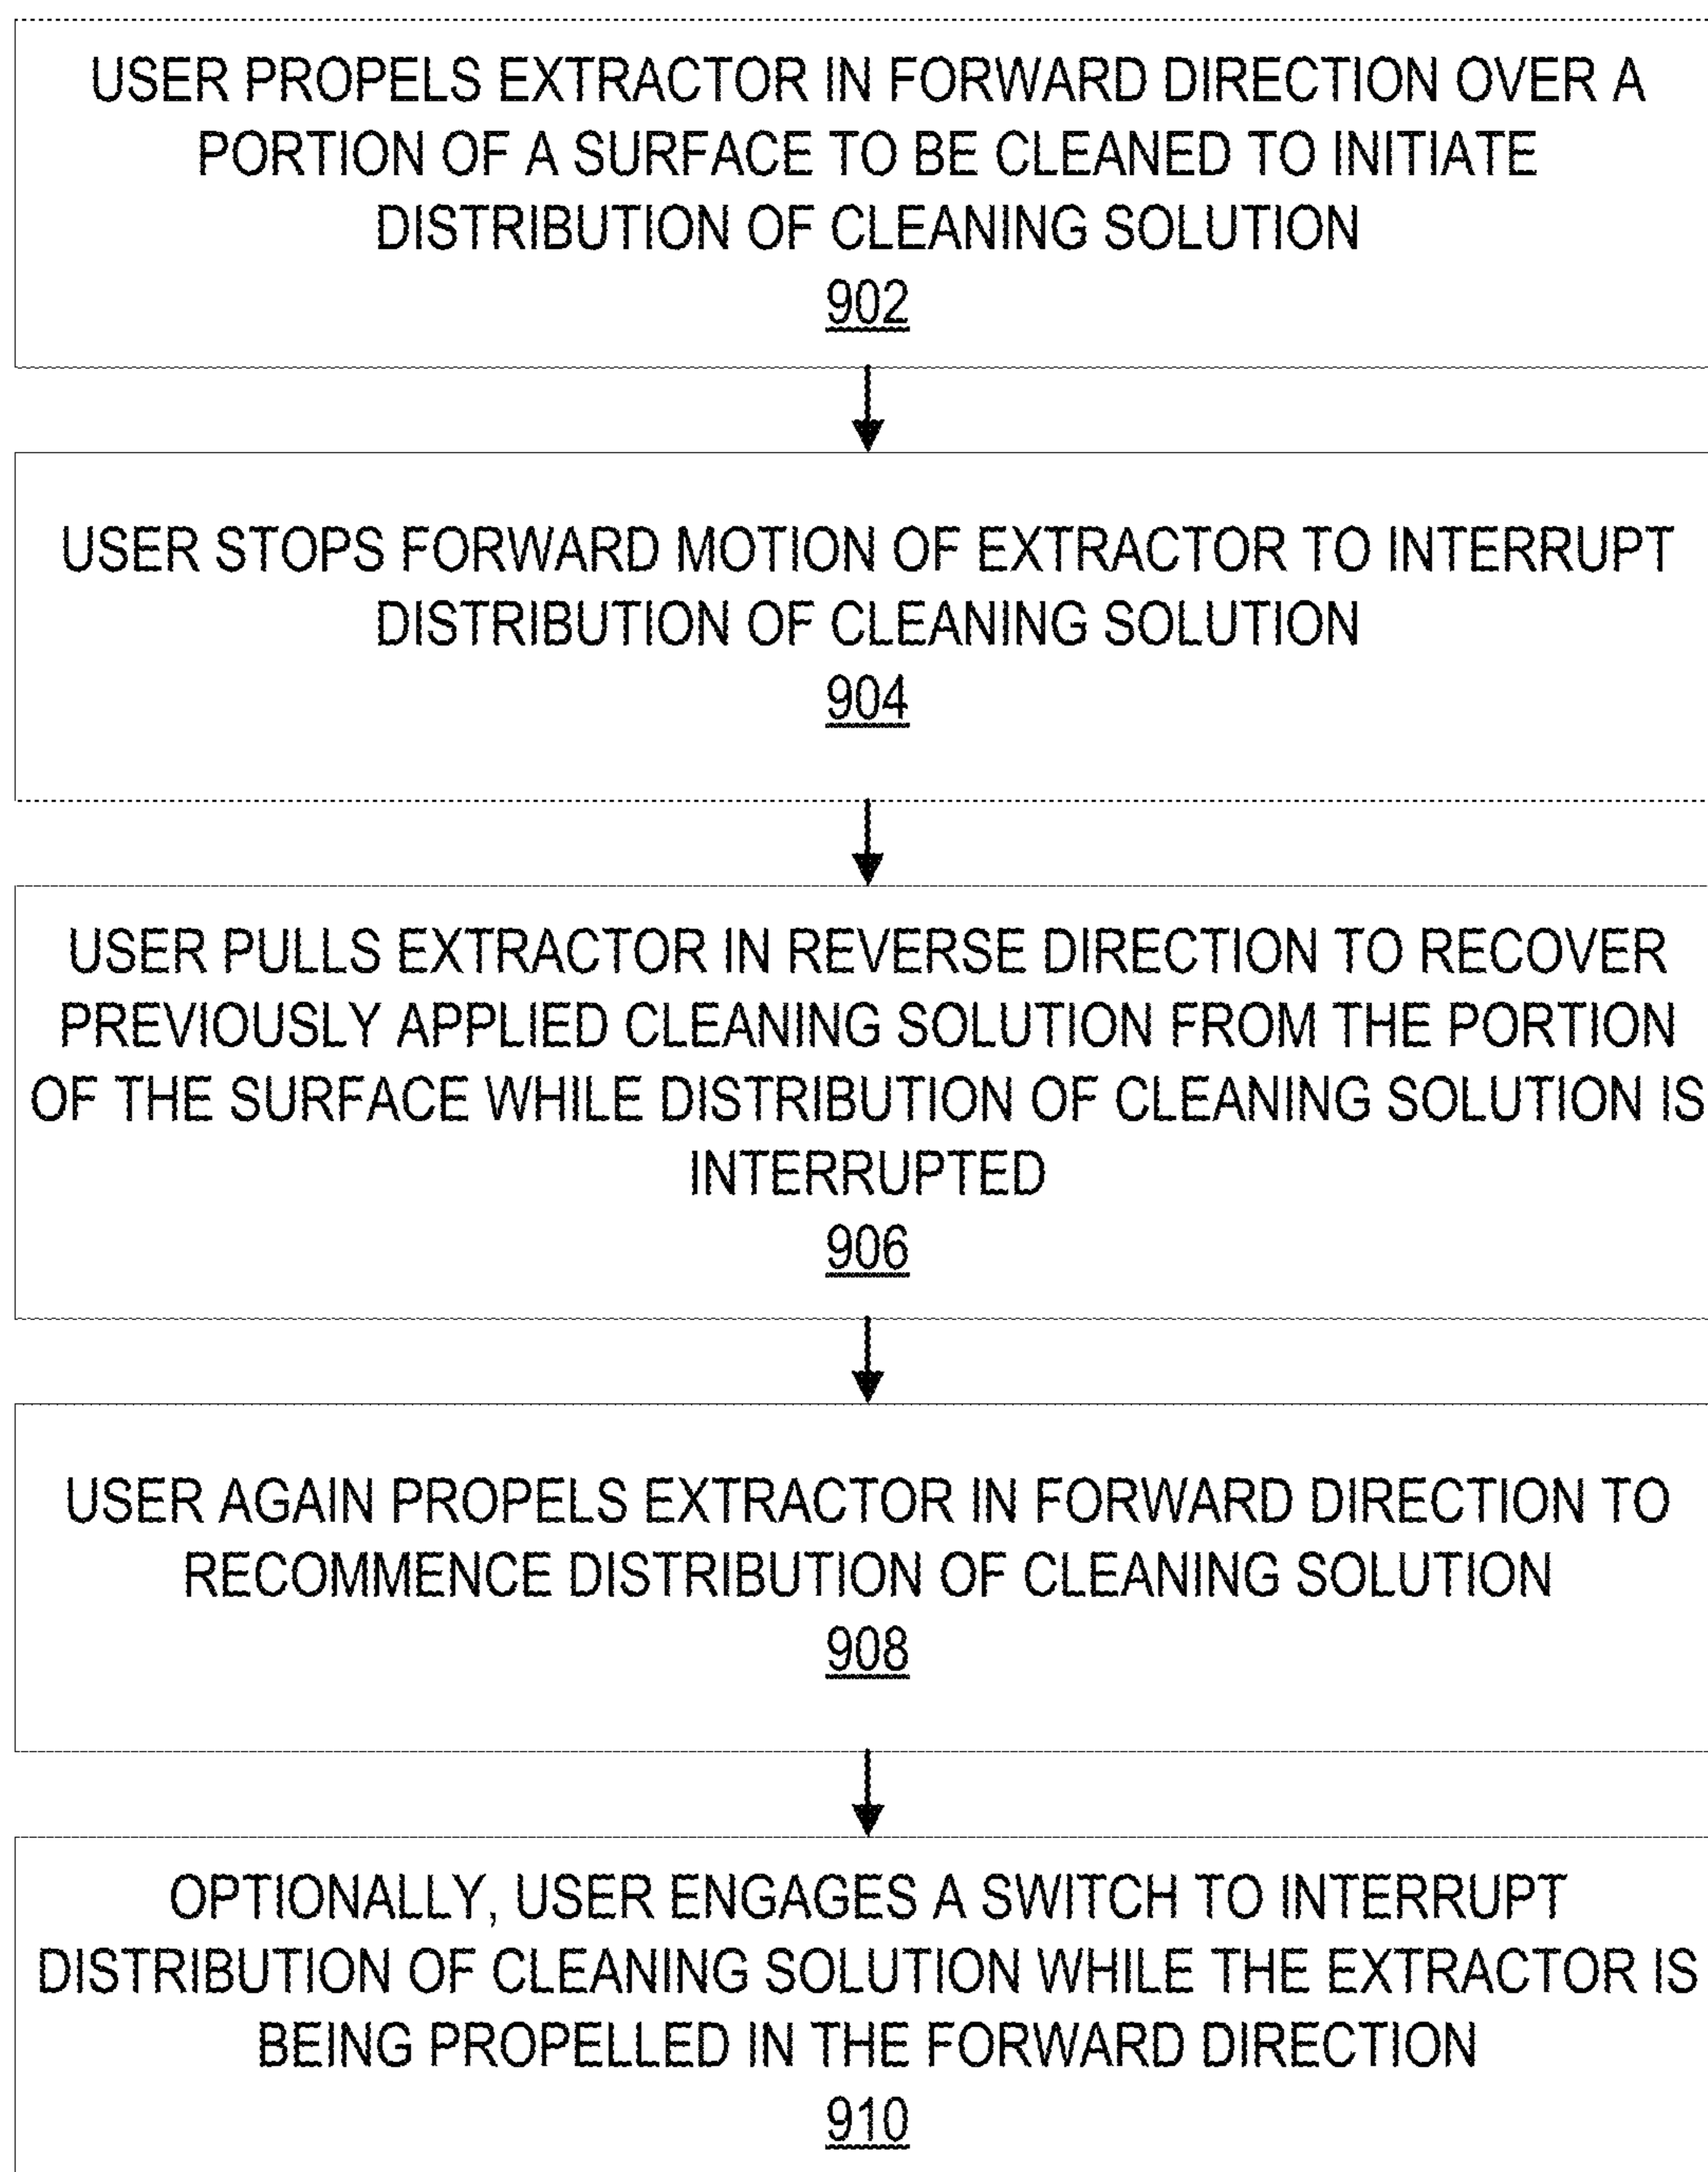 USER PROPELS EXTRACTOR IN FORWARD DIRECTION OVER A
PORTION OF A SURFACE TO BE CLEANED TO INITIATE
DISTRIBUTION OF CLEANING SOLUTION
902
USER STOPS FORWARD MOTION OF EXTRACTOR TO INTERRUPT
DISTRIBUTION OF CLEANING SOLUTION
904
USER PULLS EXTRACTOR IN REVERSE DIRECTION TO RECOVER
PREVIOUSLY APPLIED CLEANING SOLUTION FROM THE PORTION
OF THE SURFACE WHILE DISTRIBUTION OF CLEANING SOLUTION IS
INTERRUPTED
906
USER AGAIN PROPELS EXTRACTOR IN FORWARD DIRECTION TO
RECOMMENCE DISTRIBUTION OF CLEANING SOLUTION
908
OPTIONALLY, USER ENGAGES A SWITCH TO INTERRUPT
DISTRIBUTION OF CLEANING SOLUTION WHILE THE EXTRACTOR IS
BEING PROPELLED IN THE FORWARD DIRECTION
910